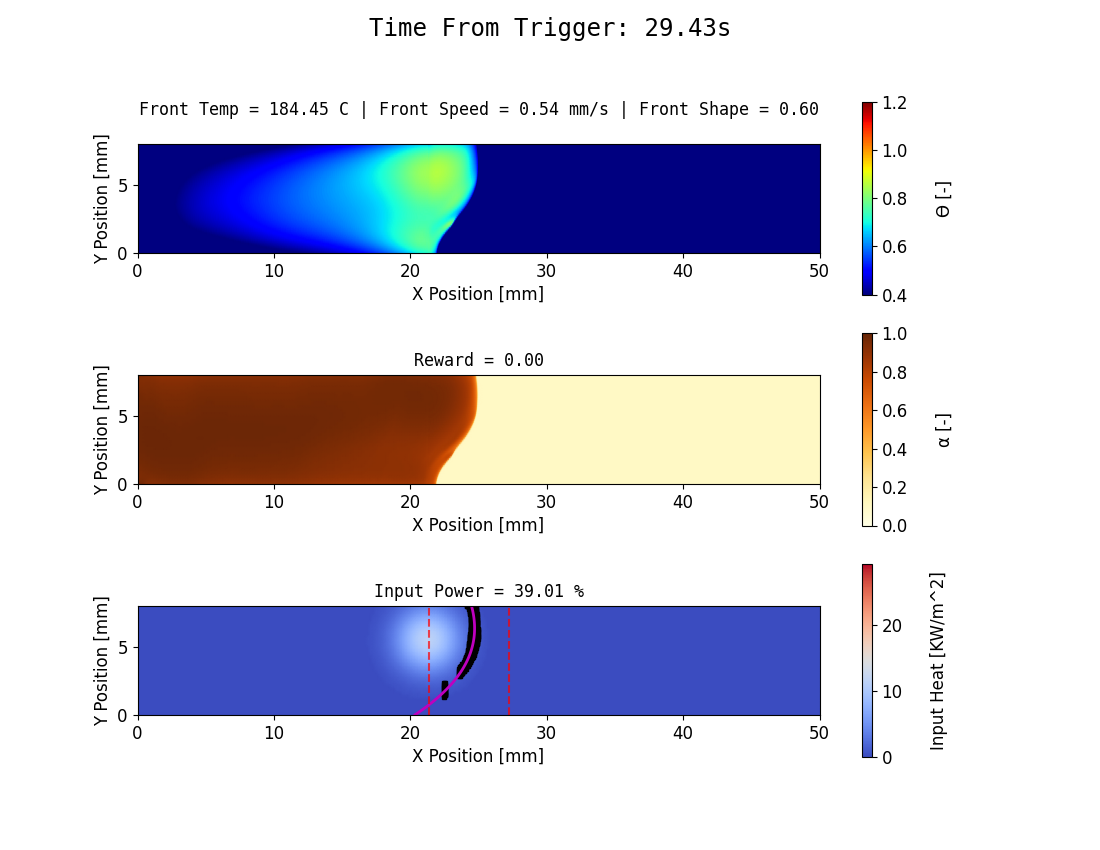 Time From Trigger: 29.43s
Front Temp = 184.45 C | Front Speed = 0.54 mm/s | Front Shape = 0.60
Y Position [mm]
5
0
0 10 20 30 40 50
X Position [mm]
1.2
1.0
0.8
0.6
0.4
Θ [-]
Reward = 0.00
Y Position [mm]
5
0
0 10 20 30 40 50
X Position [mm]
1.0
0.8
0.6
0.4
0.2
0.0
α [-]
Input Power = 39.01 %
Y Position [mm]
5
0
0 10 20 30 40 50
X Position [mm]
20
10
0
Input Heat [KW/m^2]